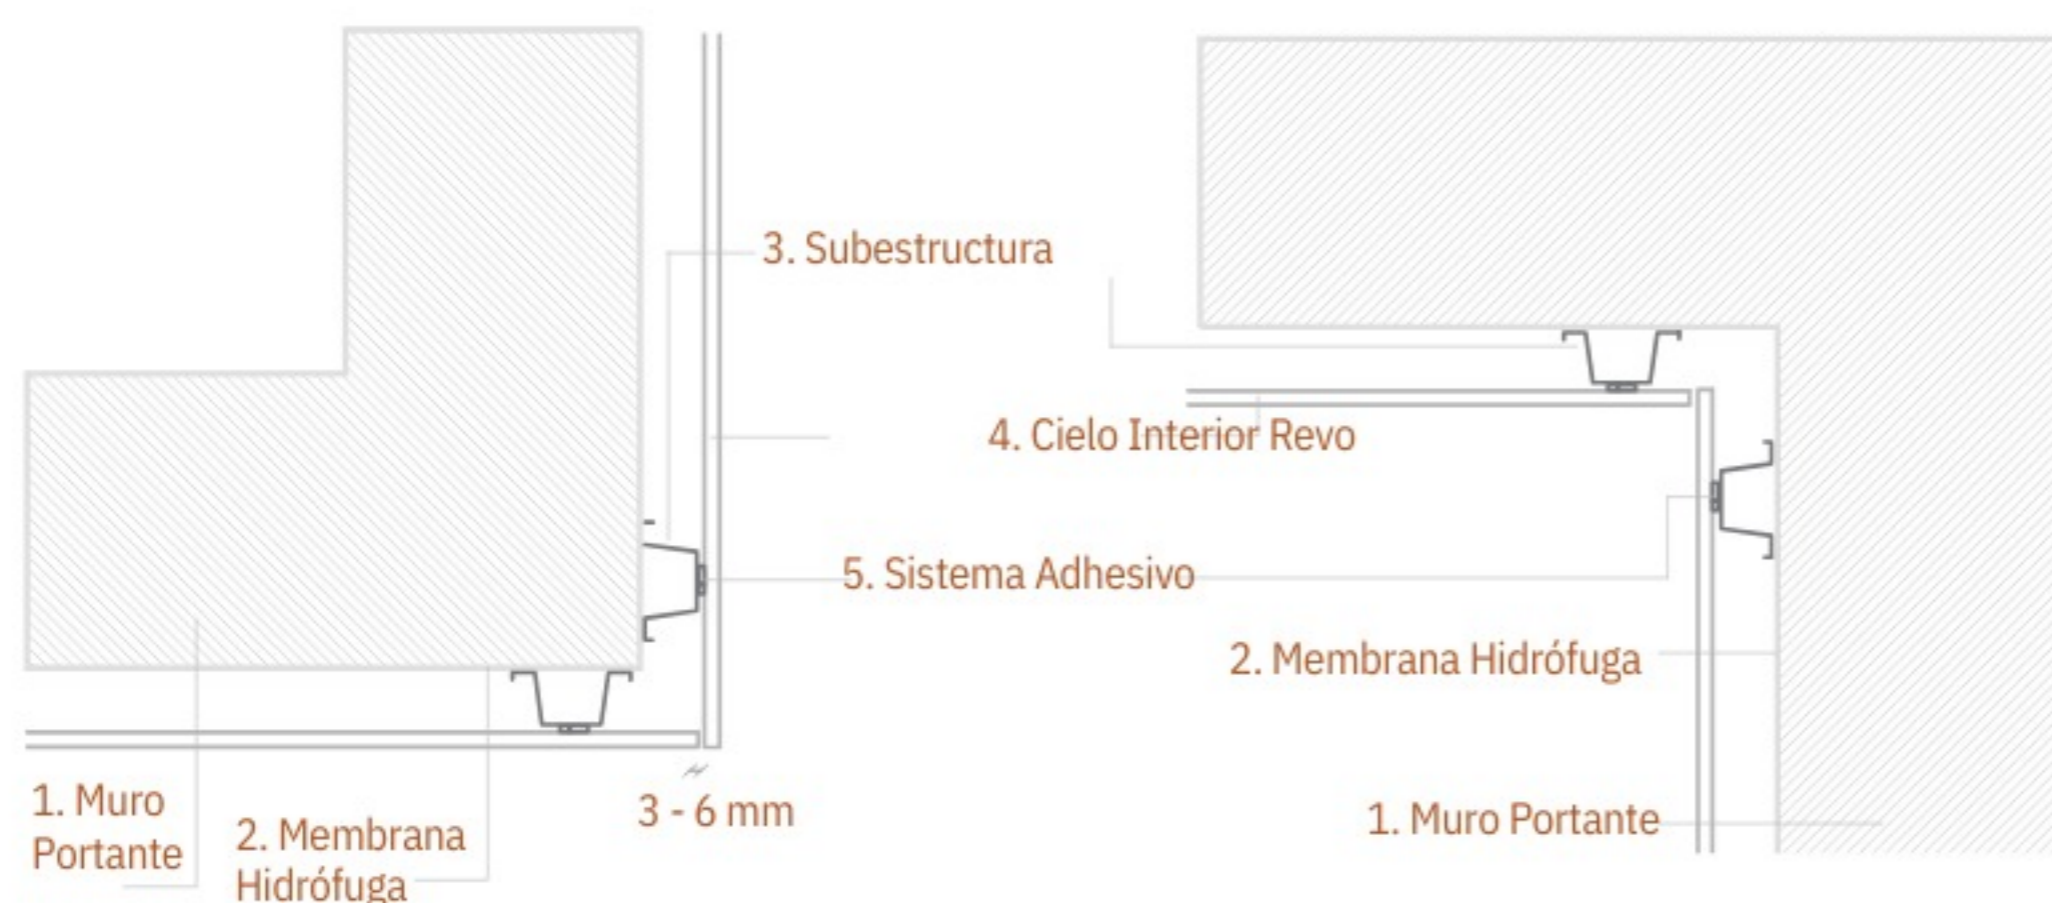 3. Subestructura
4. Cielo Interior Revo
5. Sistema Adhesivo
2. Membrana Hidrófuga
1. Muro
Portante
2. Membrana
Hidrófuga
3 - 6 mm
1. Muro Portante